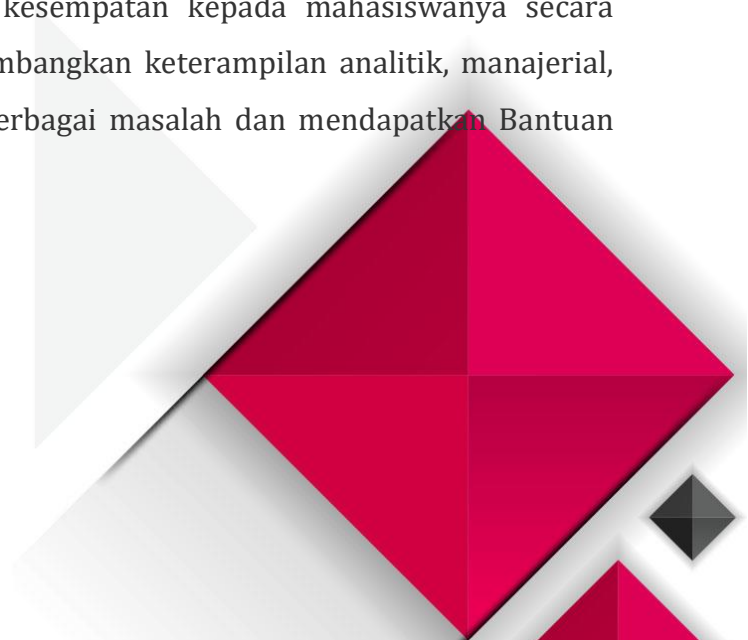 kesempatan kepada mahasiswanya secara
mbangkan keterampilan analitik, manajerial,
erbagai masalah dan mendapatkan Bantuan